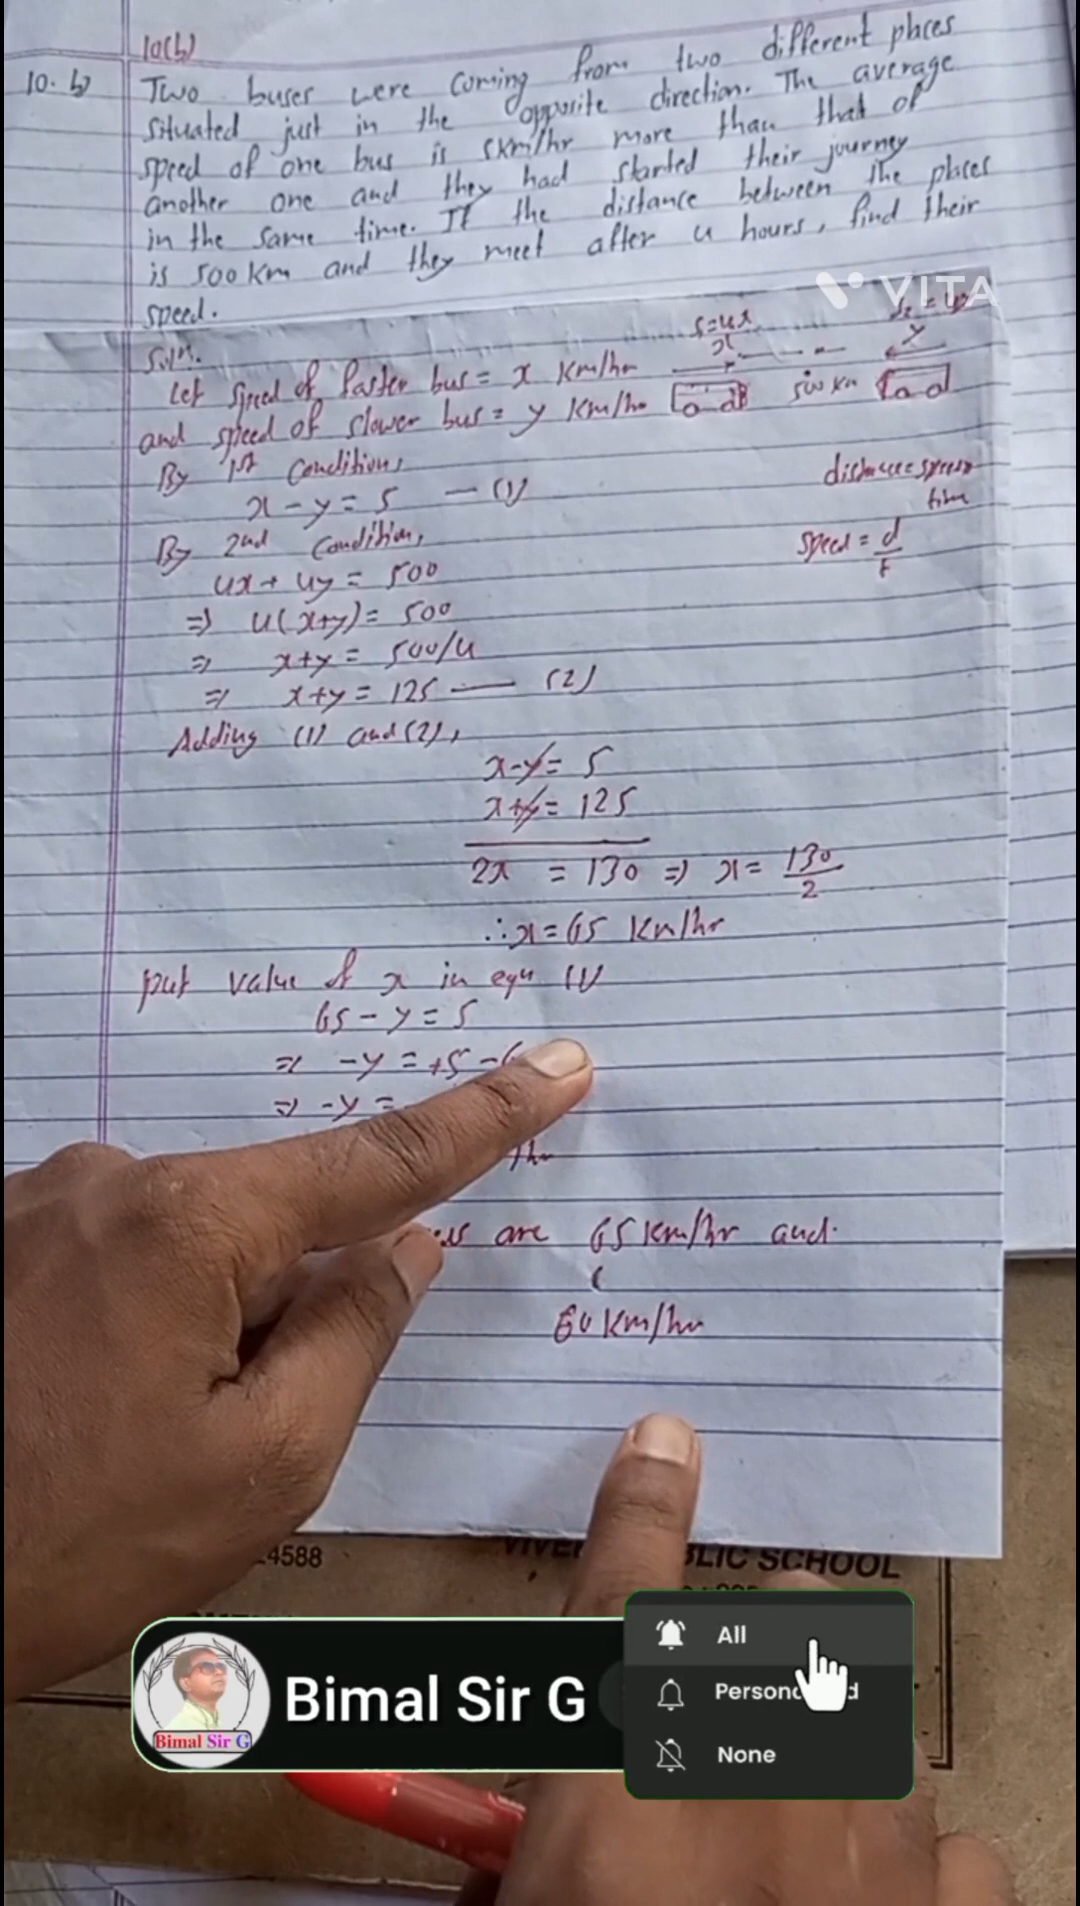 10(b)
10. b) Two buses were coming from two different places
situated just in the opposite direction. The average
speed of one bus is 5km/hr more than that of
another one and they had started their journey
in the same time. If the distance between the places
is 500 km and they meet after 4 hours, find their
speed.
VITA
Soln.
Let speed of faster bus = x km/hr
and speed of slower bus = y km/hr
s=4x
x
y
500 km
By 1st Condition,
x - y = 5 — (1)
distance = speed
time
By 2nd Condition,
speed = d/t
4x + 4y = 500
=> 4(x+y) = 500
=> x+y = 500/4
=> x+y = 125 — (2)
Adding (1) and (2),
x-y = 5
x+y = 125
2x = 130 => x = 130/2
∴ x = 65 km/hr
put value of x in eqn (1)
65 - y = 5
=> -y = +5 -
=> -y =
are 65 km/hr and
60 km/hr
4588
SCHOOL
Bimal Sir G
Bimal Sir G
All
None